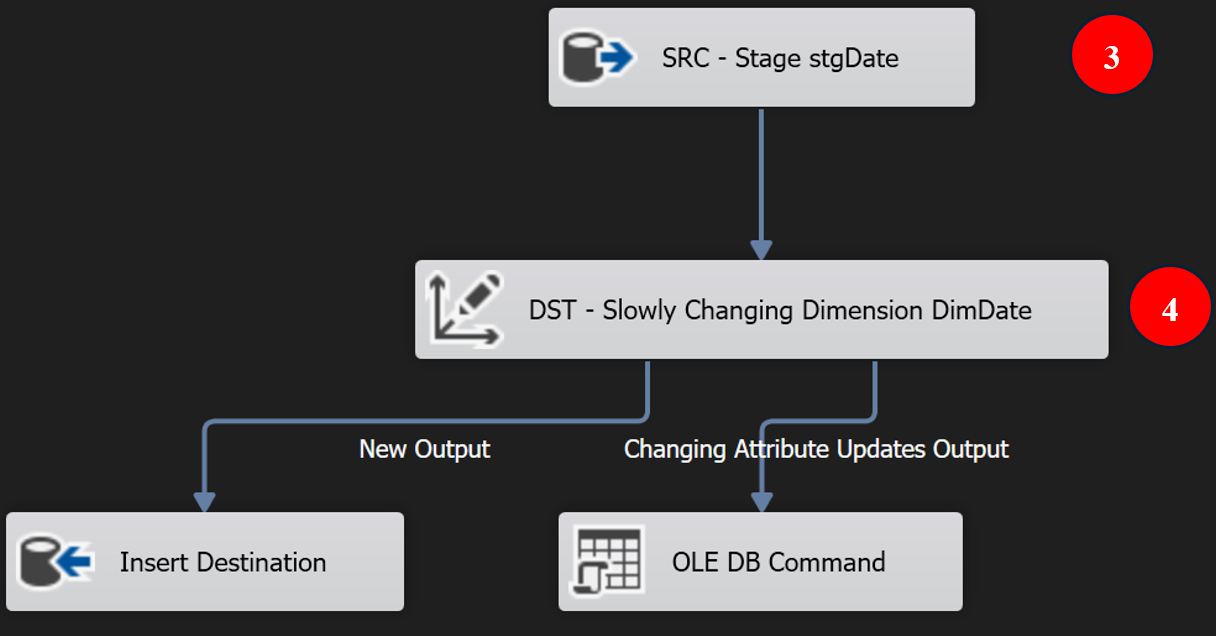 SRC - Stage stgDate
3
DST - Slowly Changing Dimension DimDate
4
New Output
Changing Attribute Updates Output
Insert Destination
OLE DB Command